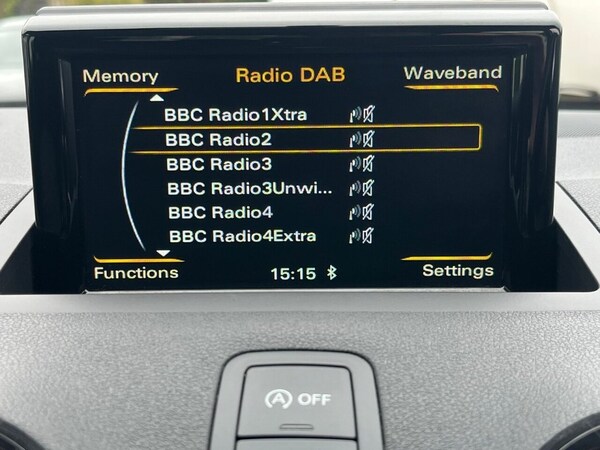 Memory Radio DAB Waveband
BBC Radio1Xtra
BBC Radio2
BBC Radio3
BBC Radio3Unwi...
BBC Radio4
BBC Radio4Extra
Functions 15:15 Settings
A OFF